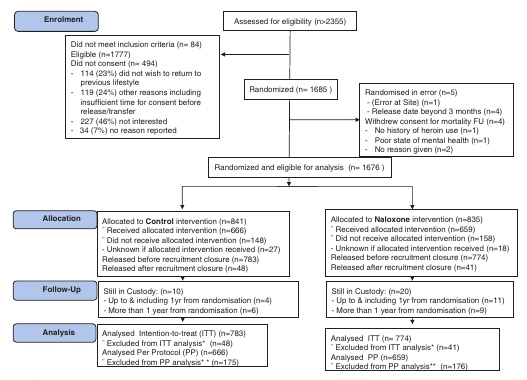 Enrolment
Assessed for eligibility (n>2355)
Did not meet inclusion criteria (n= 84)
Eligible (n=1777)
Did not consent (n= 494)
- 114 (23%) did not wish to return to
previous lifestyle
- 119 (24%) other reasons including
insufficient time for consent before
release/transfer
- 227 (46%) not interested
- 34 (7%) no reason reported
Randomized (n= 1685 )
Randomised in error (n=5)
- (Error at Site) (n=1)
- Release date beyond 3 months (n=4)
Withdrew consent for mortality FU (n=4)
- No history of heroin use (n=1)
- Poor state of mental health (n=1)
- No reason given (n=2)
Randomized and eligible for analysis (n= 1676 )
Allocation
Allocated to Control intervention (n=841)
¨ Received allocated intervention (n=666)
¨ Did not receive allocated intervention (n=148)
- Unknown if allocated intervention received (n=27)
Released before recruitment closure (n=783)
Released after recruitment closure (n=48)
Allocated to Naloxone intervention (n=835)
¨ Received allocated intervention (n=659)
¨ Did not receive allocated intervention (n=158)
- Unknown if allocated intervention received (n=18)
Released before recruitment closure (n=774)
Released after recruitment closure (n=41)
Follow-Up
Still in Custody: (n=10)
- Up to & including 1yr from randomisation (n=4)
- More than 1 year from randomisation (n=6)
Still in Custody: (n=20)
- Up to & including 1yr from randomisation (n=11)
- More than 1 year from randomisation (n=9)
Analysis
Analysed Intention-to-treat (ITT) (n=783)
¨ Excluded from ITT analysis* (n=48)
Analysed Per Protocol (PP) (n=666)
¨ Excluded from PP analysis* * (n=175)
Analysed ITT (n= 774)
¨ Excluded from ITT analysis* (n=41)
Analysed PP (n=659)
¨ Excluded from PP analysis** (n=176)